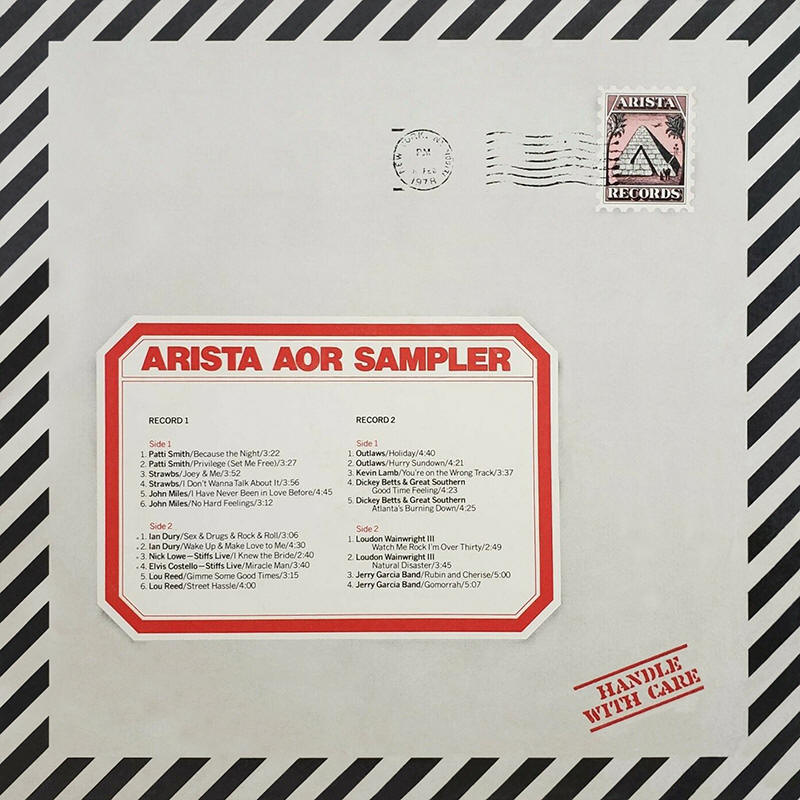 ARISTA
RECORDS
NEW YORK, NY
PM
FEB
1978
ARISTA AOR SAMPLER
RECORD 1
Side 1
1. Patti Smith/Because the Night/3:22
2. Patti Smith/Privilege (Set Me Free)/3:27
3. Strawbs/Joey & Me/3:52
4. Strawbs/I Don't Wanna Talk About It/3:56
5. John Miles/I Have Never Been in Love Before/4:45
6. John Miles/No Hard Feelings/3:12
Side 2
1. Ian Dury/Sex & Drugs & Rock & Roll/3:06
2. Ian Dury/Wake Up & Make Love to Me/4:30
3. Nick Lowe—Stiffs Live/I Knew the Bride/2:40
4. Elvis Costello—Stiffs Live/Miracle Man/3:40
5. Lou Reed/Gimme Some Good Times/3:15
6. Lou Reed/Street Hassle/4:00
RECORD 2
Side 1
1. Outlaws/Holiday/4:40
2. Outlaws/Hurry Sundown/4:21
3. Kevin Lamb/You're on the Wrong Track/3:37
4. Dickey Betts & Great Southern
Good Time Feeling/4:23
5. Dickey Betts & Great Southern
Atlanta's Burning Down/4:25
Side 2
1. Loudon Wainwright III
Watch Me Rock I'm Over Thirty/2:49
2. Loudon Wainwright III
Natural Disaster/3:45
3. Jerry Garcia Band/Rubin and Cherise/5:00
4. Jerry Garcia Band/Gomorrah/5:07
HANDLE
WITH CARE